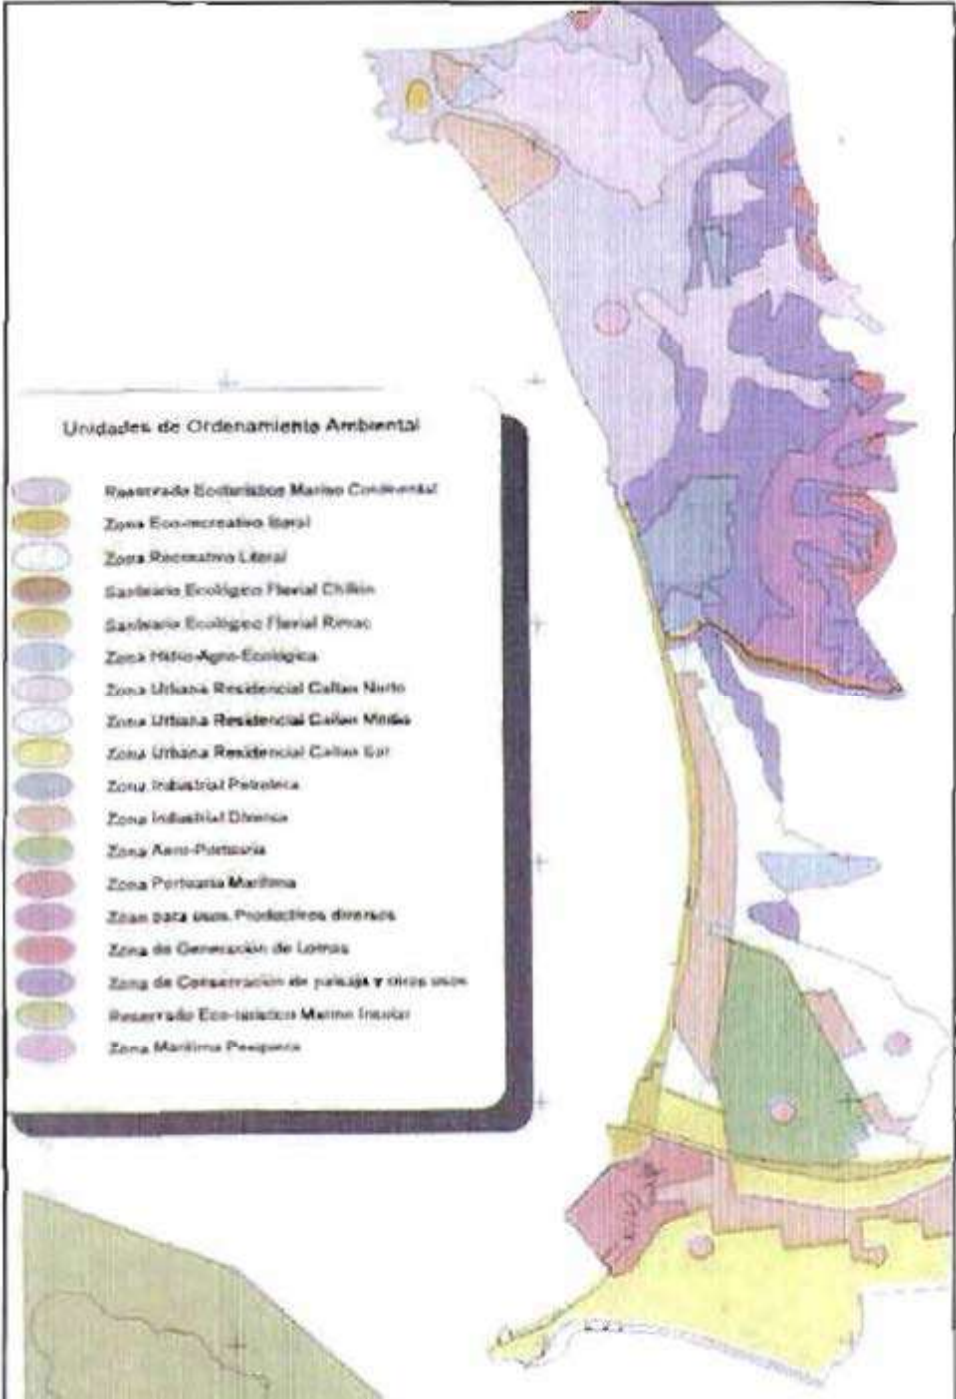 Unidades de Ordenamiento Ambiental
Reservado Ecoturístico Marino Continental
Zona Eco-recreativo litoral
Zona Recreativo Litoral
Santuario Ecológico Fluvial Chillón
Santuario Ecológico Fluvial Rimac
Zona Hidro-Agro-Ecológica
Zona Urbana Residencial Callao Norte
Zona Urbana Residencial Callao Medio
Zona Urbana Residencial Callao Sur
Zona Industrial Petrolera
Zona Industrial Diversa
Zona Aero-Portuaria
Zona Portuaria Marítima
Zoan para usos Productivos diversos
Zona de Generación de Lomas
Zona de Conservación de paisaje y otros usos
Reservado Eco-turístico Marino Insular
Zona Marítima Pesquera